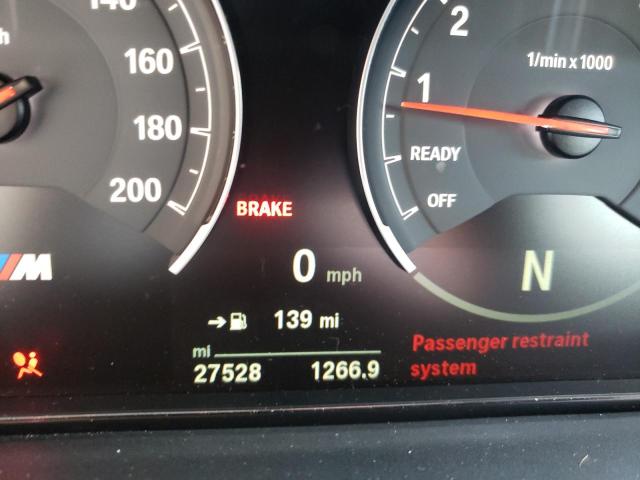 140
2
160
1/min x 1000
1
180
READY
200
OFF
BRAKE
M
0 mph
N
139 mi
Passenger restraint
system
mi
27528 1266.9